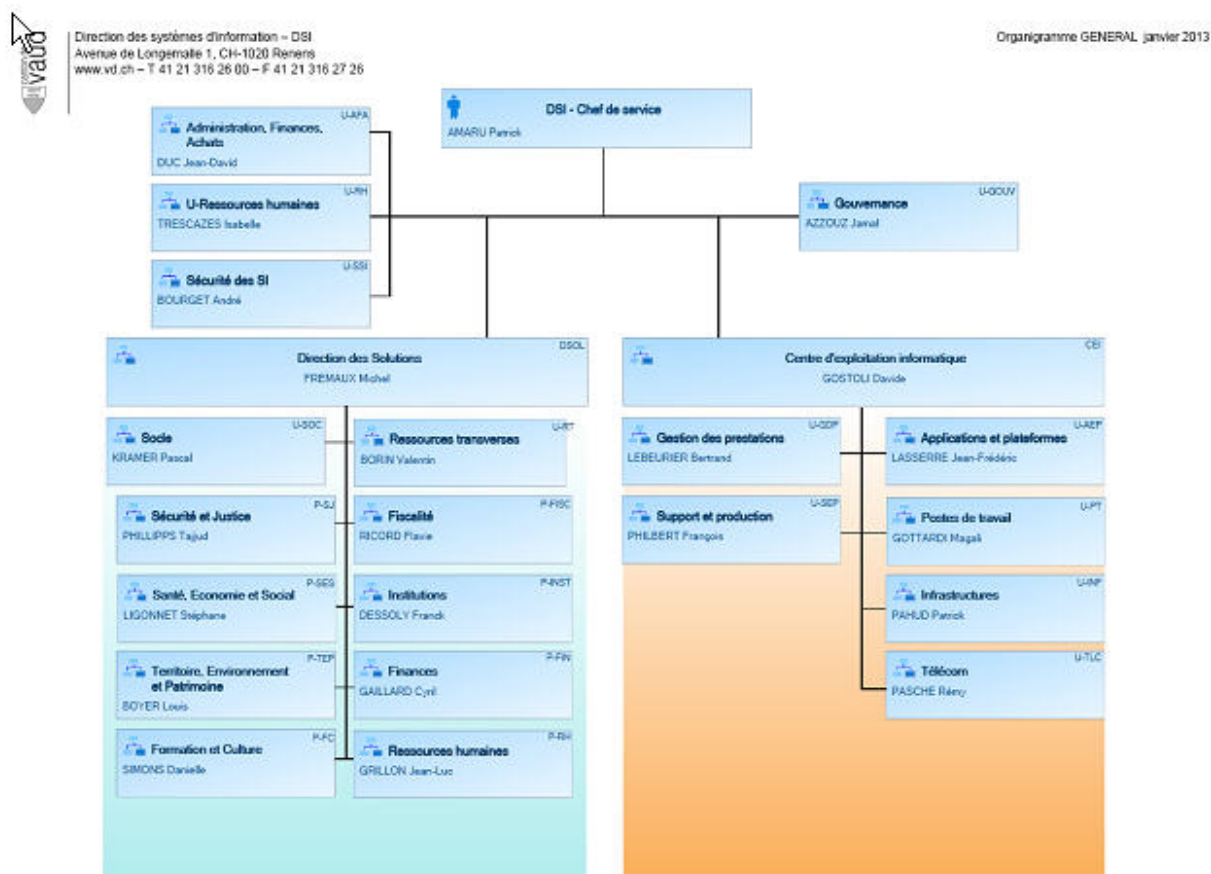 canton de
vaud
Direction des systèmes d'information – DSI
Avenue de Longemalle 1, CH-1020 Renens
www.vd.ch – T 41 21 316 26 00 – F 41 21 316 27 26
Organigramme GENERAL janvier 2013
DSI - Chef de service
AMARU Patrick
U-AFA
Administration, Finances,
Achats
DUC Jean-David
U-RH
U-Ressources humaines
TRESCAZES Isabelle
U-GOUV
Gouvernance
AZZOUZ Jamal
U-SSI
Sécurité des SI
BOURGET André
DSOL
Direction des Solutions
FREMAUX Michel
CEI
Centre d'exploitation informatique
GOSTOLI Davide
U-SOC
Socle
KRAMER Pascal
U-RT
Ressources transverses
BORIN Valentin
P-SJ
Sécurité et Justice
PHILLIPPS Tajjud
P-FISC
Fiscalité
RICORD Flavie
P-SES
Santé, Economie et Social
LIGONNET Stéphane
P-INST
Institutions
DESSOLY Franck
P-TEP
Territoire, Environnement
et Patrimoine
BOYER Louis
P-FIN
Finances
GAILLARD Cyril
P-FC
Formation et Culture
SIMONS Danielle
P-RH
Ressources humaines
GRILLON Jean-Luc
U-GDP
Gestion des prestations
LEBEURIER Bertrand
U-AEP
Applications et plateformes
LASSERRE Jean-Frédéric
U-SEP
Support et production
PHILBERT François
U-PT
Postes de travail
GOTTARDI Magali
U-INF
Infrastructures
PAHUD Patrick
U-TLC
Télécom
PASCHE Rémy